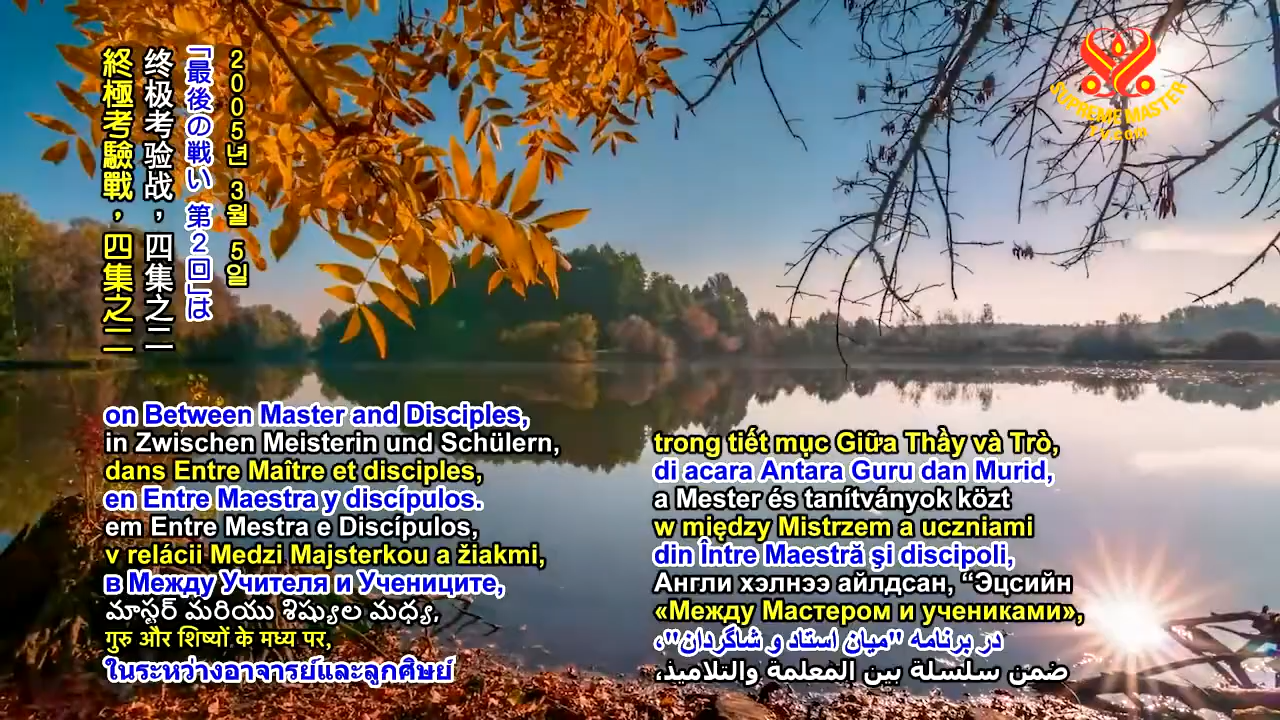 終極考驗戰，四集之二
终极考验战，四集之二
「最後の戦い 第2回」は
2005년 3월 5일
SUPREME MASTER
TV.com
on Between Master and Disciples,
in Zwischen Meisterin und Schülern,
dans Entre Maître et disciples,
en Entre Maestra y discípulos.
em Entre Mestra e Discípulos,
v relácii Medzi Majsterkou a žiakmi,
в Между Учителя и Учениците,
మాస్టర్ మరియు శిష్యుల మధ్య,
गुरु और शिष्यों के मध्य पर,
ในระหว่างอาจารย์และลูกศิษย์
trong tiết mục Giữa Thầy và Trò,
di acara Antara Guru dan Murid,
a Mester és tanítványok közt
w między Mistrzem a uczniami
din Între Maestră şi discipoli,
Англи хэлнээ айлдсан, “Эцсийн
«Между Мастером и учениками»,
در برنامه "میان استاد و شاگردان"،
ضمن سلسلة بين المعلمة والتلاميذ،